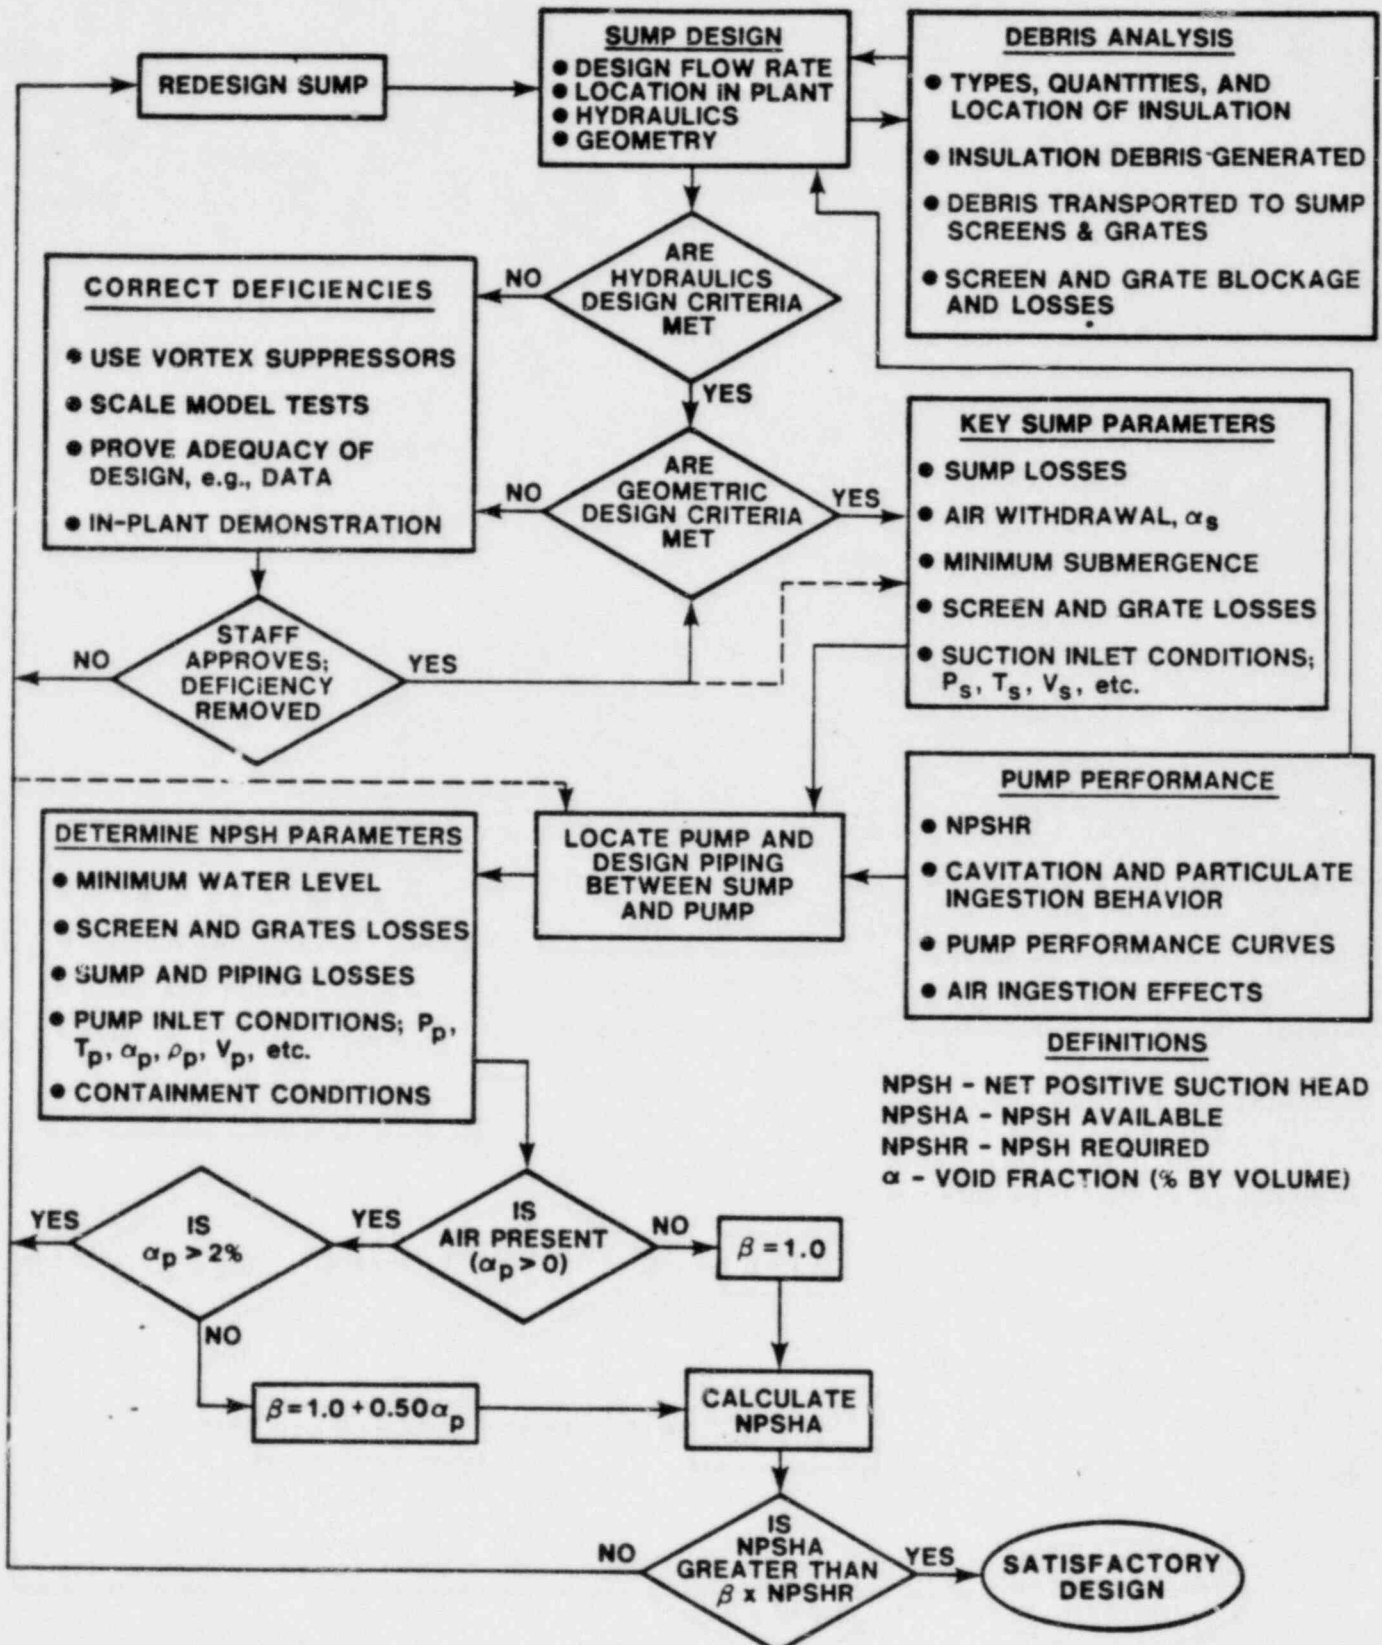 REDESIGN SUMP
SUMP DESIGN
● DESIGN FLOW RATE
● LOCATION IN PLANT
● HYDRAULICS
● GEOMETRY
DEBRIS ANALYSIS
● TYPES, QUANTITIES, AND
LOCATION OF INSULATION
● INSULATION DEBRIS GENERATED
● DEBRIS TRANSPORTED TO SUMP
SCREENS & GRATES
● SCREEN AND GRATE BLOCKAGE
AND LOSSES
ARE
HYDRAULICS
DESIGN CRITERIA
MET
NO
YES
CORRECT DEFICIENCIES
● USE VORTEX SUPPRESSORS
● SCALE MODEL TESTS
● PROVE ADEQUACY OF
DESIGN, e.g., DATA
● IN-PLANT DEMONSTRATION
ARE
GEOMETRIC
DESIGN CRITERIA
MET
NO
YES
KEY SUMP PARAMETERS
● SUMP LOSSES
● AIR WITHDRAWAL, αs
● MINIMUM SUBMERGENCE
● SCREEN AND GRATE LOSSES
● SUCTION INLET CONDITIONS;
Ps, Ts, Vs, etc.
STAFF
APPROVES;
DEFICIENCY
REMOVED
NO
YES
DETERMINE NPSH PARAMETERS
● MINIMUM WATER LEVEL
● SCREEN AND GRATES LOSSES
● SUMP AND PIPING LOSSES
● PUMP INLET CONDITIONS; Pp,
Tp, αp, ρp, Vp, etc.
● CONTAINMENT CONDITIONS
LOCATE PUMP AND
DESIGN PIPING
BETWEEN SUMP
AND PUMP
PUMP PERFORMANCE
● NPSHR
● CAVITATION AND PARTICULATE
INGESTION BEHAVIOR
● PUMP PERFORMANCE CURVES
● AIR INGESTION EFFECTS
DEFINITIONS
NPSH - NET POSITIVE SUCTION HEAD
NPSHA - NPSH AVAILABLE
NPSHR - NPSH REQUIRED
α - VOID FRACTION (% BY VOLUME)
YES
IS
αp > 2%
NO
YES
IS
AIR PRESENT
(αp > 0)
NO
β = 1.0
β = 1.0 + 0.50αp
CALCULATE
NPSHA
NO
IS
NPSHA
GREATER THAN
β x NPSHR
YES
SATISFACTORY
DESIGN